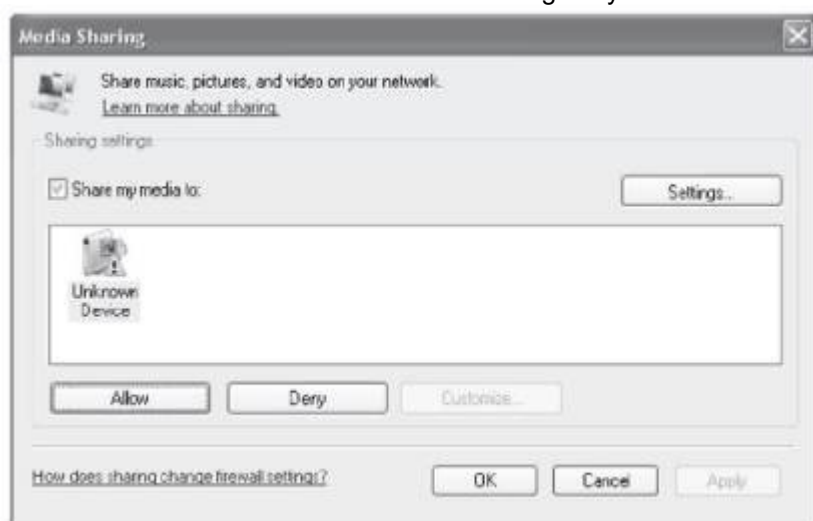 Media Sharing
Share music, pictures, and video on your network.
Learn more about sharing.
Sharing settings
Share my media to:
Settings...
Unknown
Device
Allow
Deny
Customize...
How does sharing change firewall settings?
OK
Cancel
Apply